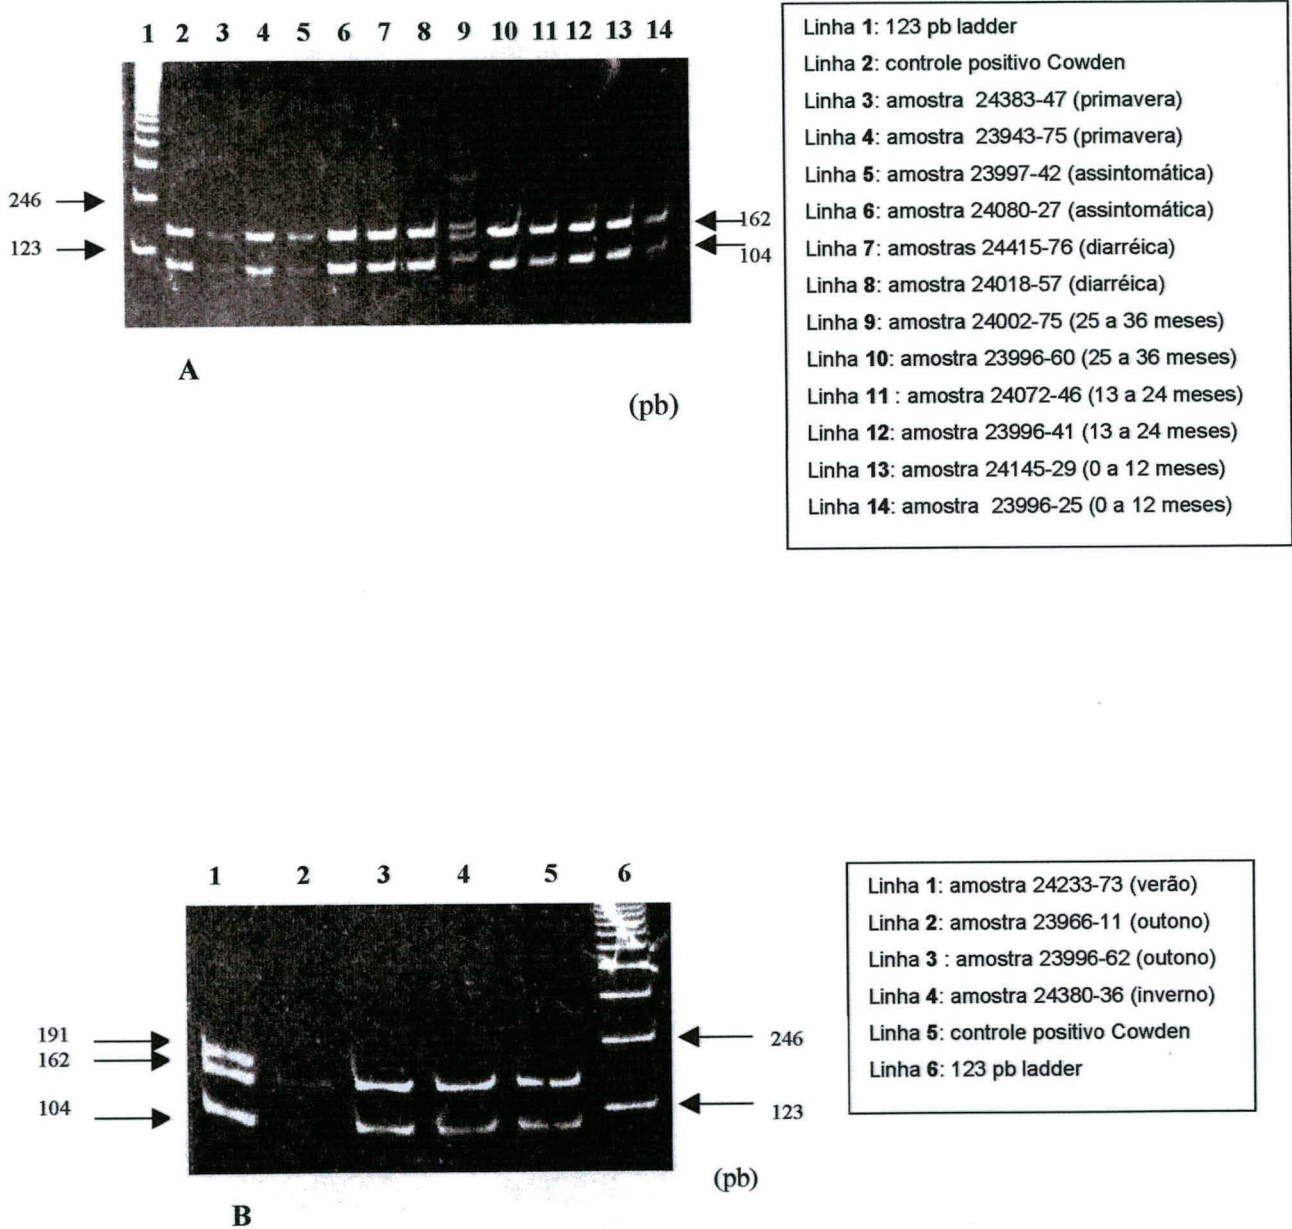 1 2 3 4 5 6 7 8 9 10 11 12 13 14
246
123
162
104
A
(pb)
Linha 1: 123 pb ladder
Linha 2: controle positivo Cowden
Linha 3: amostra 24383-47 (primavera)
Linha 4: amostra 23943-75 (primavera)
Linha 5: amostra 23997-42 (assintomática)
Linha 6: amostra 24080-27 (assintomática)
Linha 7: amostras 24415-76 (diarréica)
Linha 8: amostra 24018-57 (diarréica)
Linha 9: amostra 24002-75 (25 a 36 meses)
Linha 10: amostra 23996-60 (25 a 36 meses)
Linha 11 : amostra 24072-46 (13 a 24 meses)
Linha 12: amostra 23996-41 (13 a 24 meses)
Linha 13: amostra 24145-29 (0 a 12 meses)
Linha 14: amostra 23996-25 (0 a 12 meses)
1 2 3 4 5 6
191
162
104
246
123
(pb)
B
Linha 1: amostra 24233-73 (verão)
Linha 2: amostra 23966-11 (outono)
Linha 3 : amostra 23996-62 (outono)
Linha 4: amostra 24380-36 (inverno)
Linha 5: controle positivo Cowden
Linha 6: 123 pb ladder